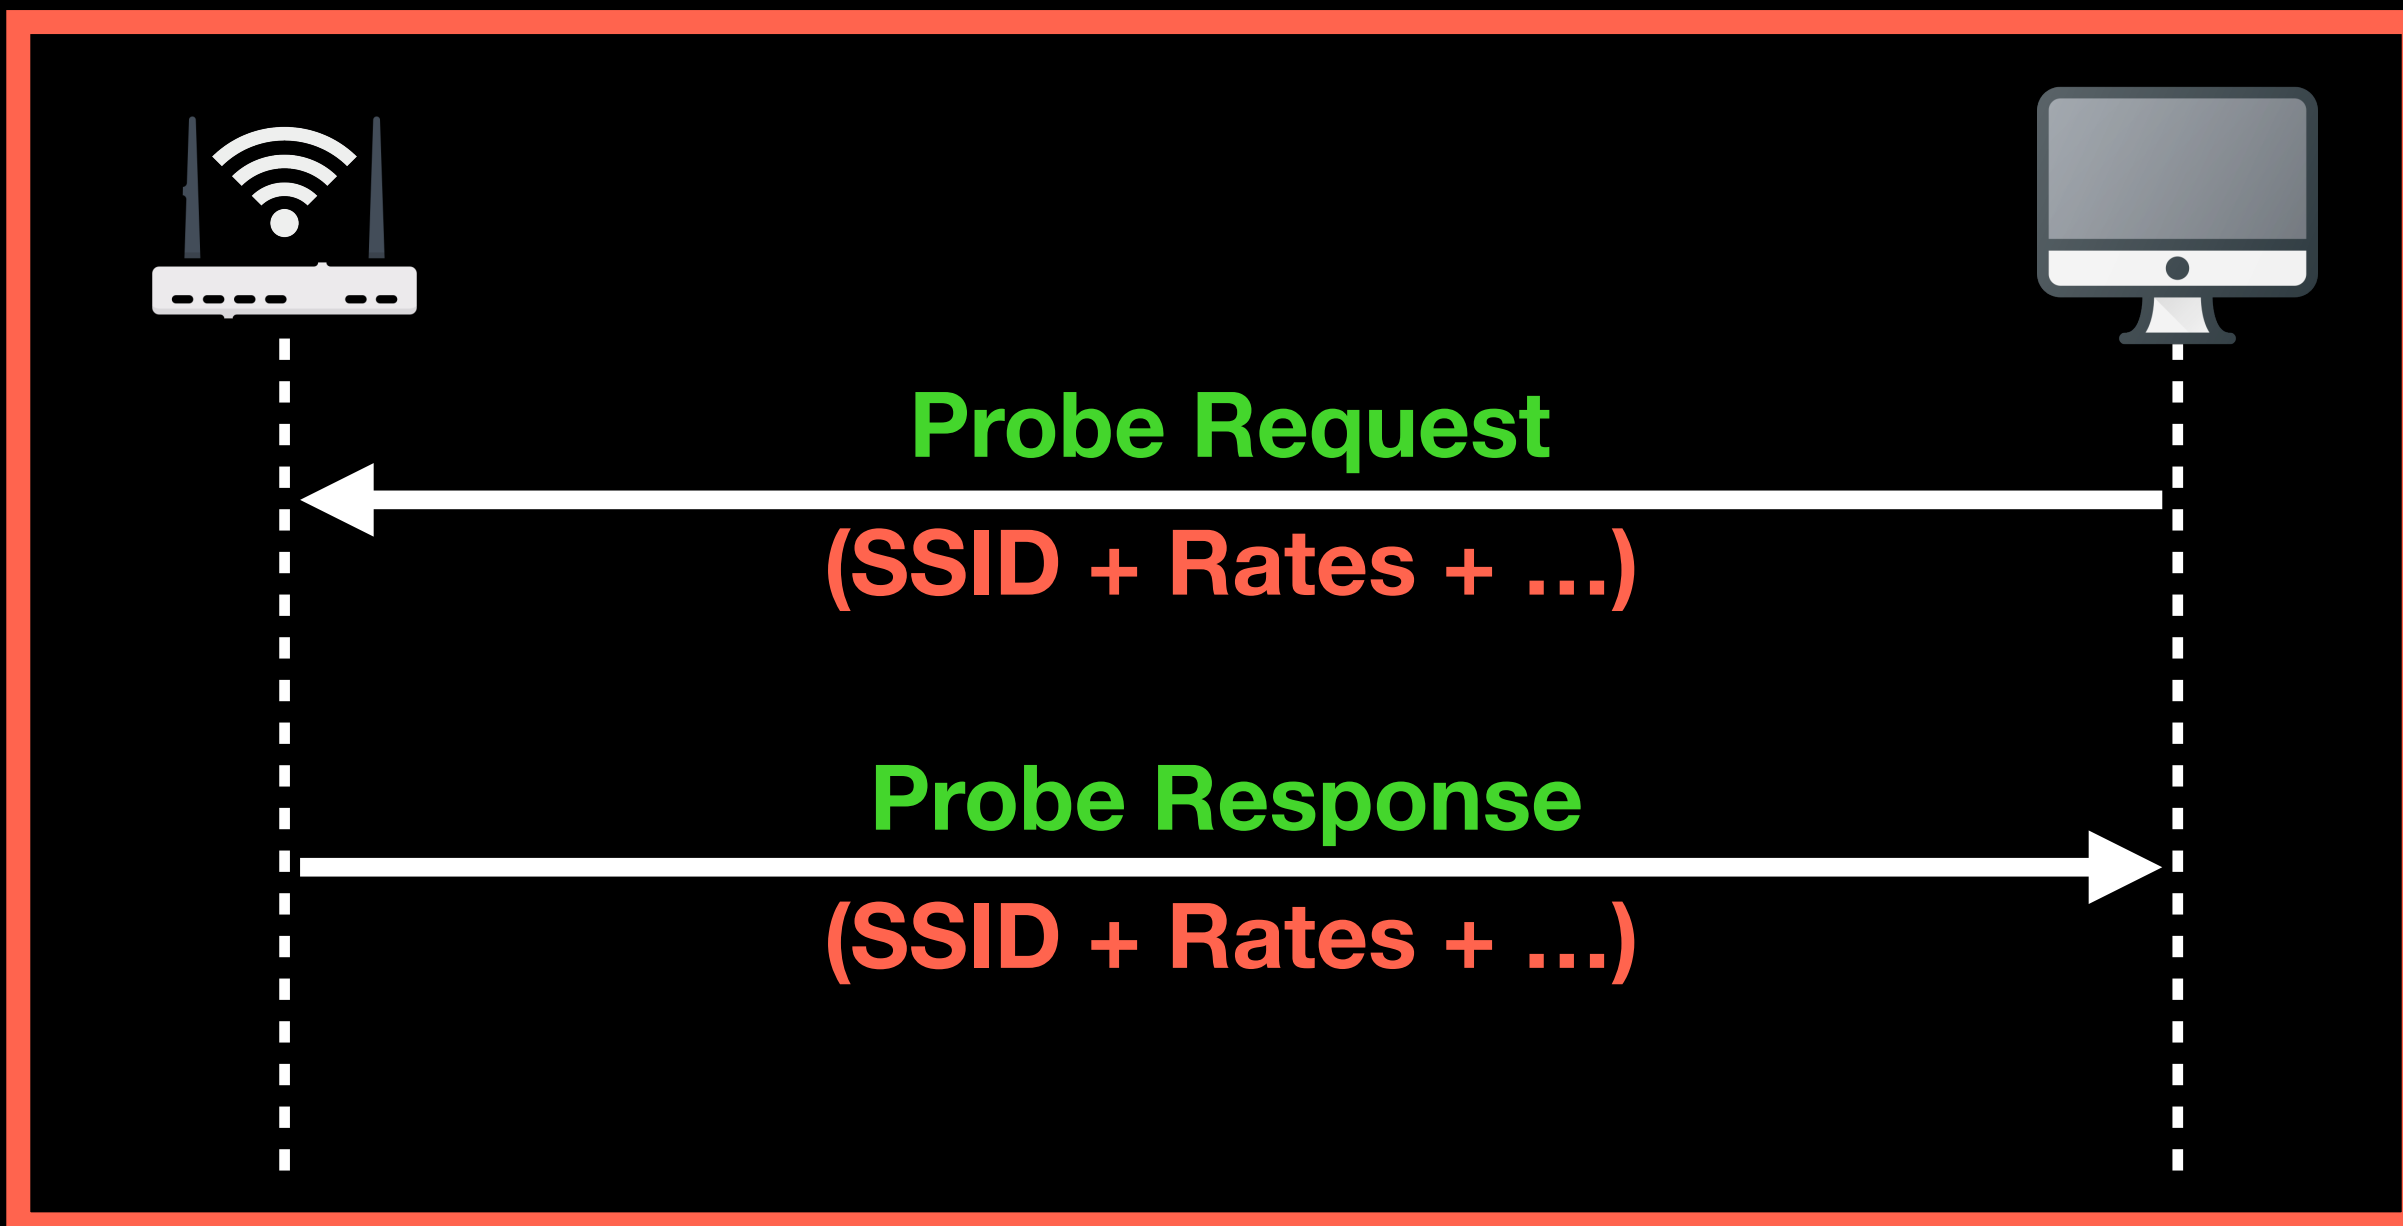 Probe Request
(SSID + Rates + ...)
Probe Response
(SSID + Rates + ...)